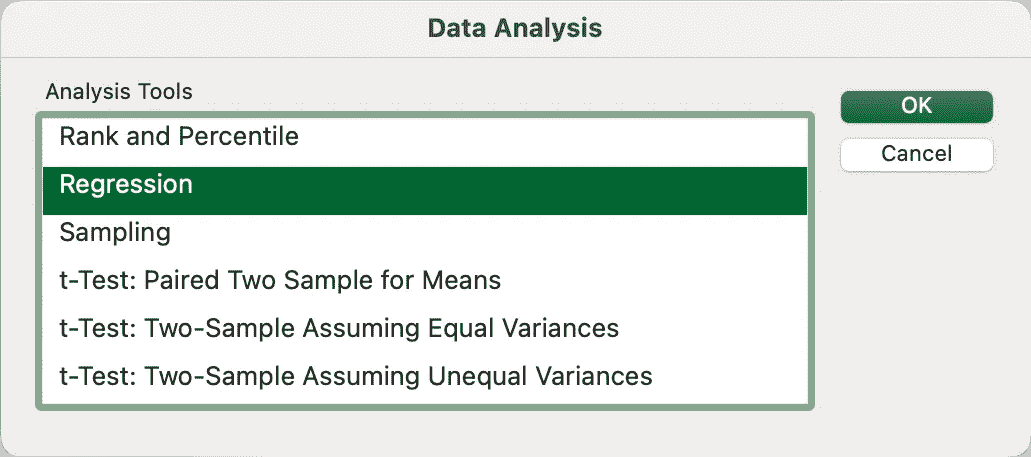 Data Analysis
Analysis Tools
Rank and Percentile
Regression
Sampling
t-Test: Paired Two Sample for Means
t-Test: Two-Sample Assuming Equal Variances
t-Test: Two-Sample Assuming Unequal Variances
OK
Cancel